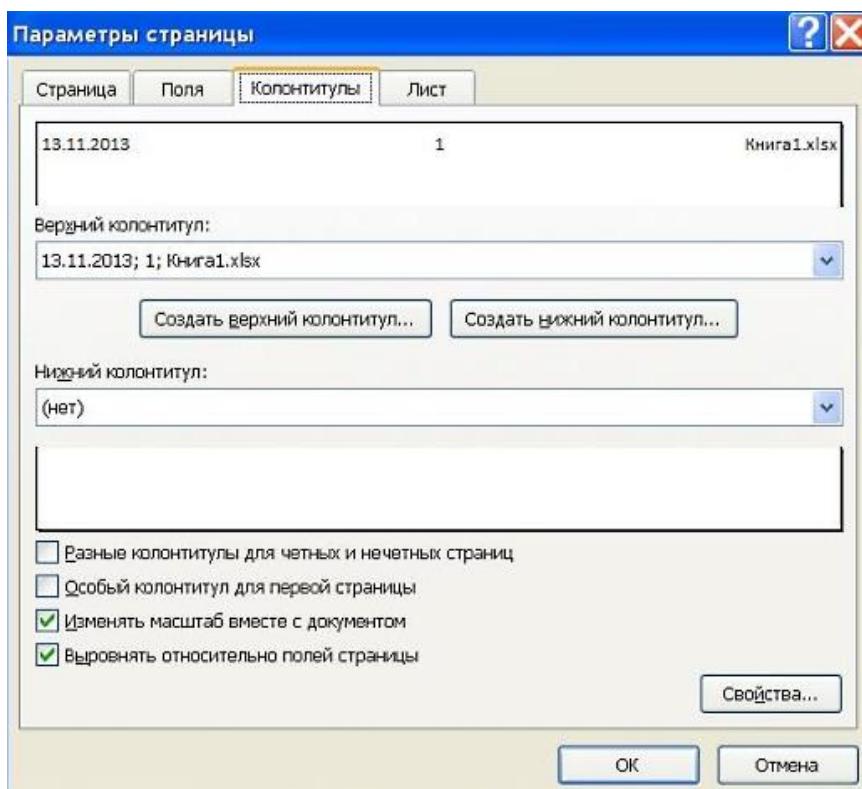 Параметры страницы
Страница Поля Колонтитулы Лист
13.11.2013 1 Книга1.xlsx
Верхний колонтитул:
13.11.2013; 1; Книга1.xlsx
Создать верхний колонтитул... Создать нижний колонтитул...
Нижний колонтитул:
(нет)
Разные колонтитулы для четных и нечетных страниц
Особый колонтитул для первой страницы
Изменять масштаб вместе с документом
Выровнять относительно полей страницы
Свойства...
ОК Отмена